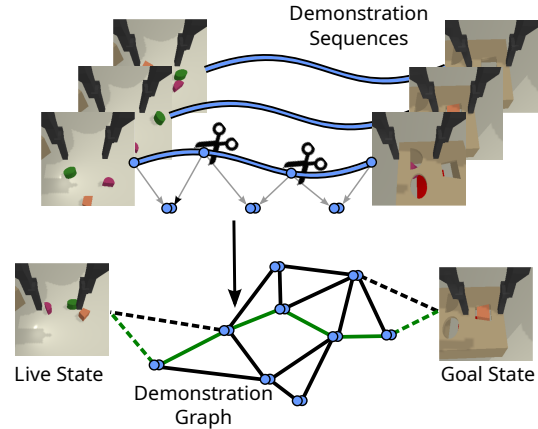 Demonstration
Sequences
Live State
Demonstration
Graph
Goal State